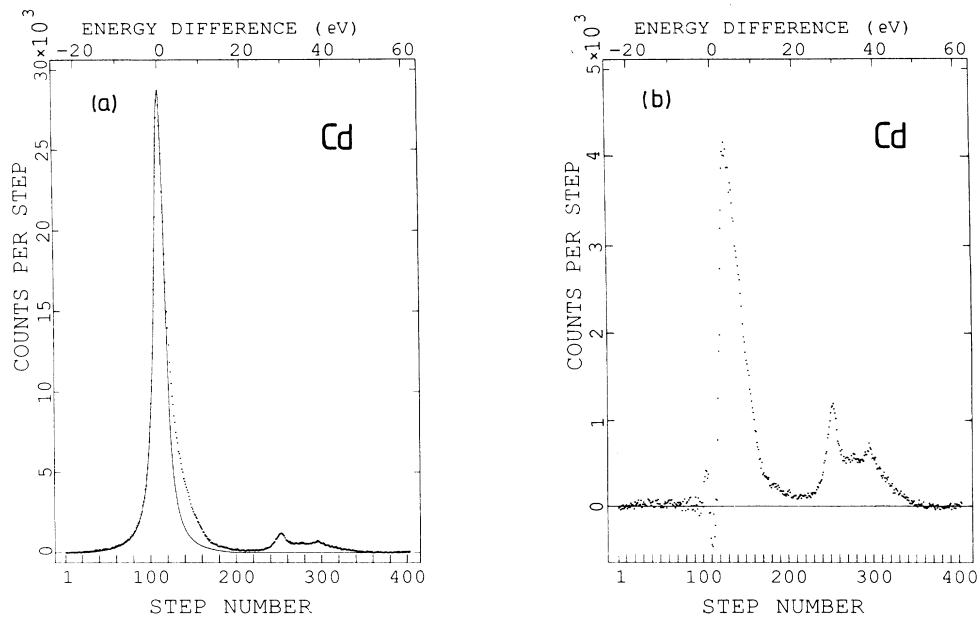 ENERGY DIFFERENCE (eV)
-20 0 20 40 60
30×10³
(a)
Cd
25
20
15
10
5
0
COUNTS PER STEP
1 100 200 300 400
STEP NUMBER
ENERGY DIFFERENCE (eV)
-20 0 20 40 60
5×10³
(b)
Cd
4
3
2
1
0
COUNTS PER STEP
1 100 200 300 400
STEP NUMBER